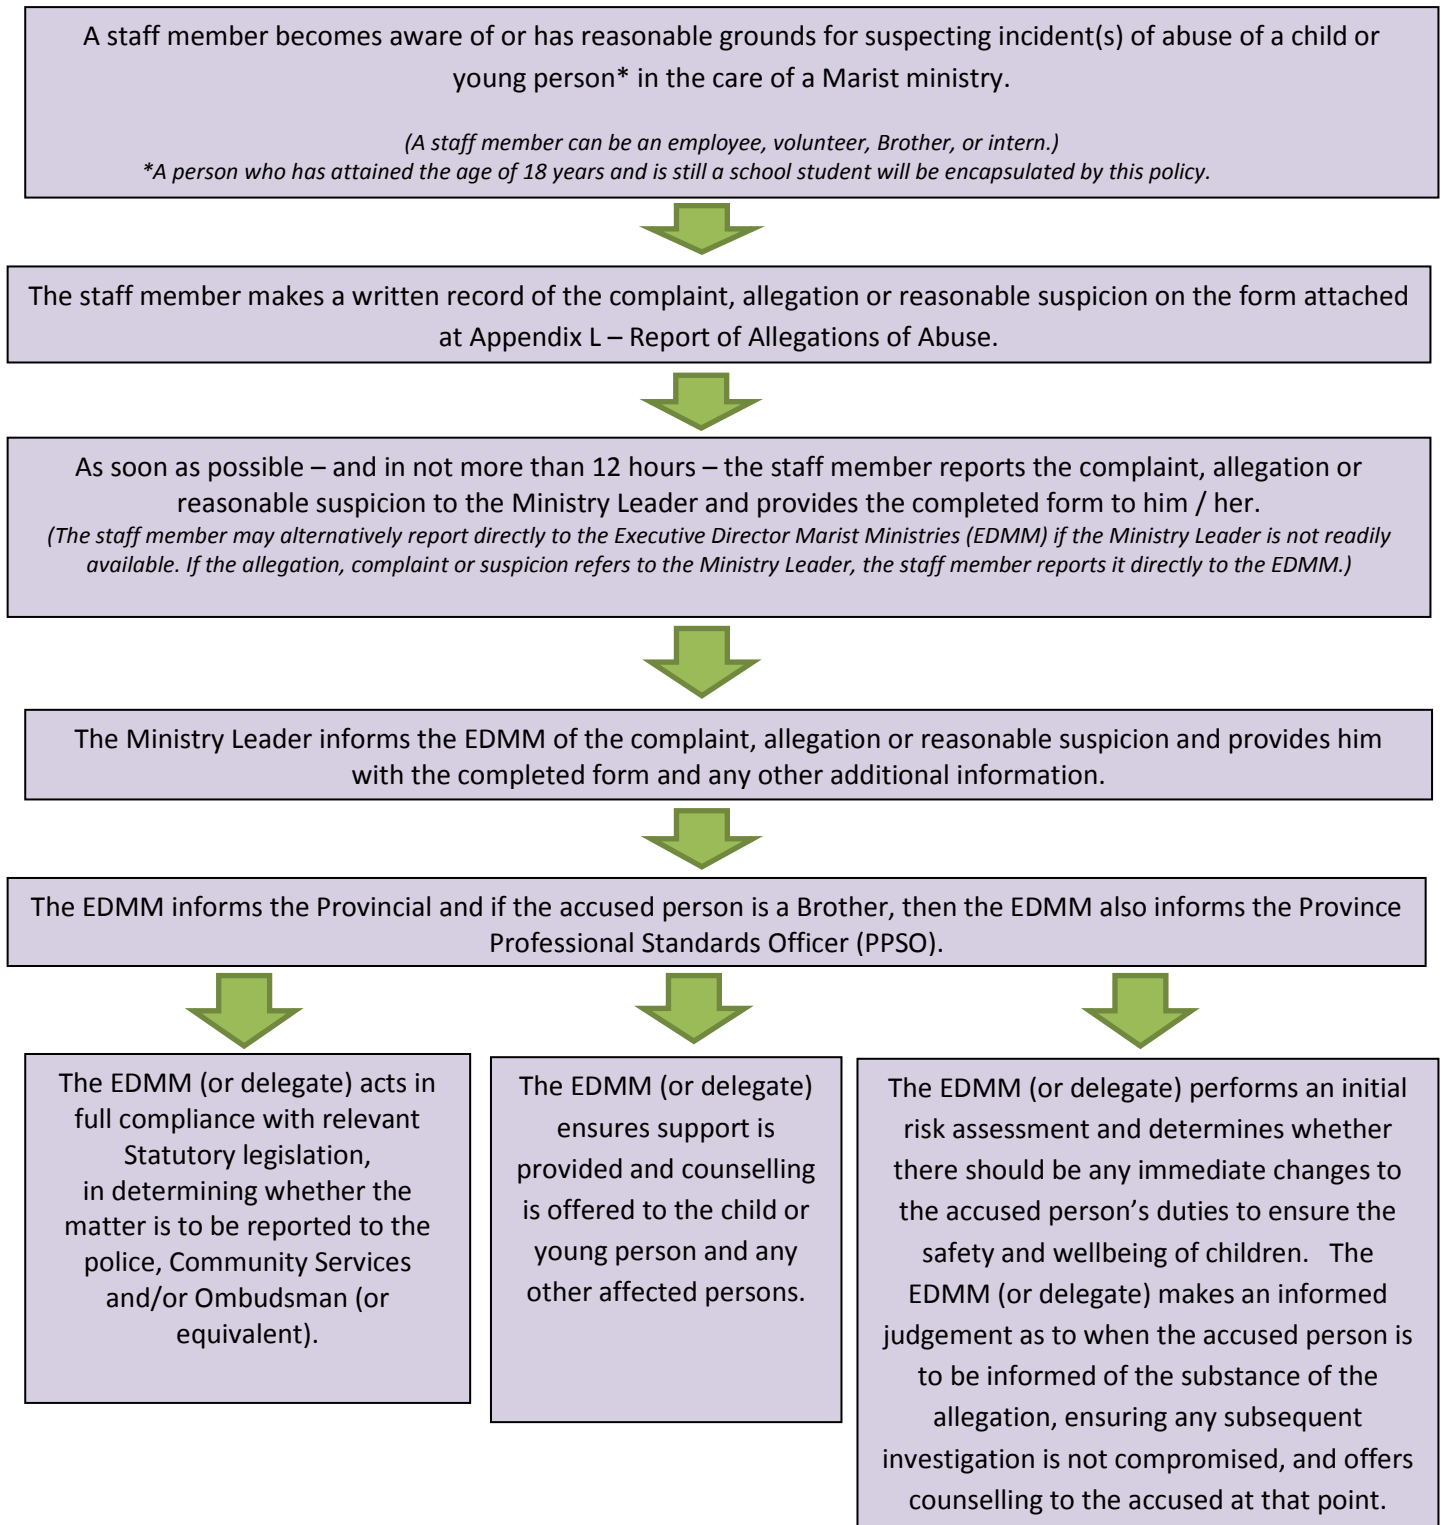 A staff member becomes aware of or has reasonable grounds for suspecting incident(s) of abuse of a child or
young person* in the care of a Marist ministry.
(A staff member can be an employee, volunteer, Brother, or intern.)
*A person who has attained the age of 18 years and is still a school student will be encapsulated by this policy.
The staff member makes a written record of the complaint, allegation or reasonable suspicion on the form attached
at Appendix L – Report of Allegations of Abuse.
As soon as possible – and in not more than 12 hours – the staff member reports the complaint, allegation or
reasonable suspicion to the Ministry Leader and provides the completed form to him / her.
(The staff member may alternatively report directly to the Executive Director Marist Ministries (EDMM) if the Ministry Leader is not readily
available. If the allegation, complaint or suspicion refers to the Ministry Leader, the staff member reports it directly to the EDMM.)
The Ministry Leader informs the EDMM of the complaint, allegation or reasonable suspicion and provides him
with the completed form and any other additional information.
The EDMM informs the Provincial and if the accused person is a Brother, then the EDMM also informs the Province
Professional Standards Officer (PPSO).
The EDMM (or delegate) acts in
full compliance with relevant
Statutory legislation,
in determining whether the
matter is to be reported to the
police, Community Services
and/or Ombudsman (or
equivalent).
The EDMM (or delegate)
ensures support is
provided and counselling
is offered to the child or
young person and any
other affected persons.
The EDMM (or delegate) performs an initial
risk assessment and determines whether
there should be any immediate changes to
the accused person's duties to ensure the
safety and wellbeing of children.   The
EDMM (or delegate) makes an informed
judgement as to when the accused person is
to be informed of the substance of the
allegation, ensuring any subsequent
investigation is not compromised, and offers
counselling to the accused at that point.